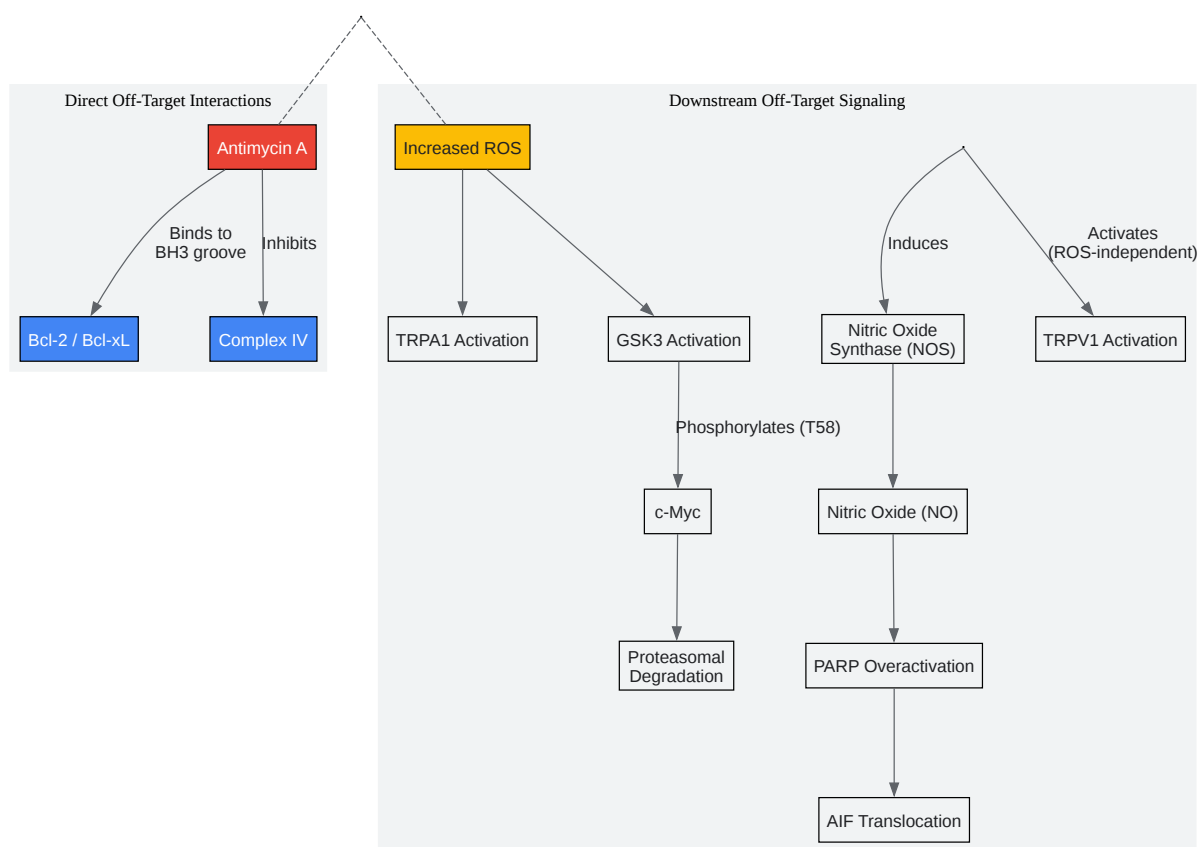 Direct Off-Target Interactions
Downstream Off-Target Signaling
Antimycin A
Increased ROS
Binds to
BH3 groove
Inhibits
Induces
Activates
(ROS-independent)
Bcl-2 / Bcl-xL
Complex IV
TRPA1 Activation
GSK3 Activation
Nitric Oxide
Synthase (NOS)
TRPV1 Activation
Phosphorylates (T58)
c-Myc
Nitric Oxide (NO)
Proteasomal
Degradation
PARP Overactivation
AIF Translocation